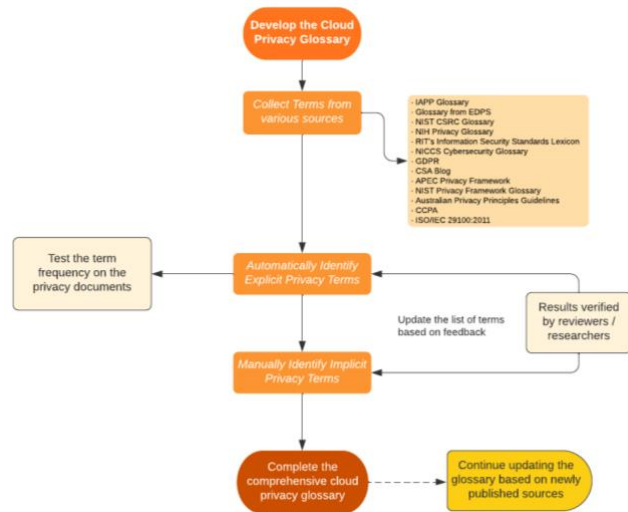 Develop the Cloud
Privacy Glossary
Collect Terms from
various sources
- IAPP Glossary
- Glossary from EDPS
- NIST CSRC Glossary
- NIH Privacy Glossary
- RIT's Information Security Standards Lexicon
- NICCS Cybersecurity Glossary
- GDPR
- CSA Blog
- APEC Privacy Framework
- NIST Privacy Framework Glossary
- Australian Privacy Principles Guidelines
- CCPA
- ISO/IEC 29100:2011
Test the term
frequency on the
privacy documents
Automatically Identify
Explicit Privacy Terms
Update the list of terms
based on feedback
Results verified
by reviewers /
researchers
Manually Identify Implicit
Privacy Terms
Complete the
comprehensive cloud
privacy glossary
Continue updating the
glossary based on newly
published sources